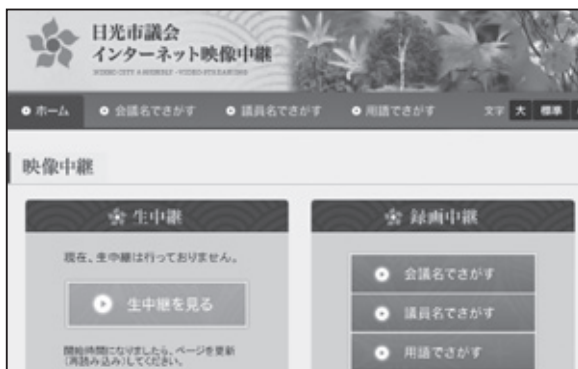 日光市議会
インターネット映像中継
NIKKO CITY ASSEMBLY -VIDEO STREAMING
ホーム 会議名でさがす 議員名でさがす 用語でさがす 文字 大 標準
映像中継
生中継
現在、生中継は行っておりません。
生中継を見る
開始時間になりましたら、ページを更新
(再読み込み)してください。
録画中継
会議名でさがす
議員名でさがす
用語でさがす